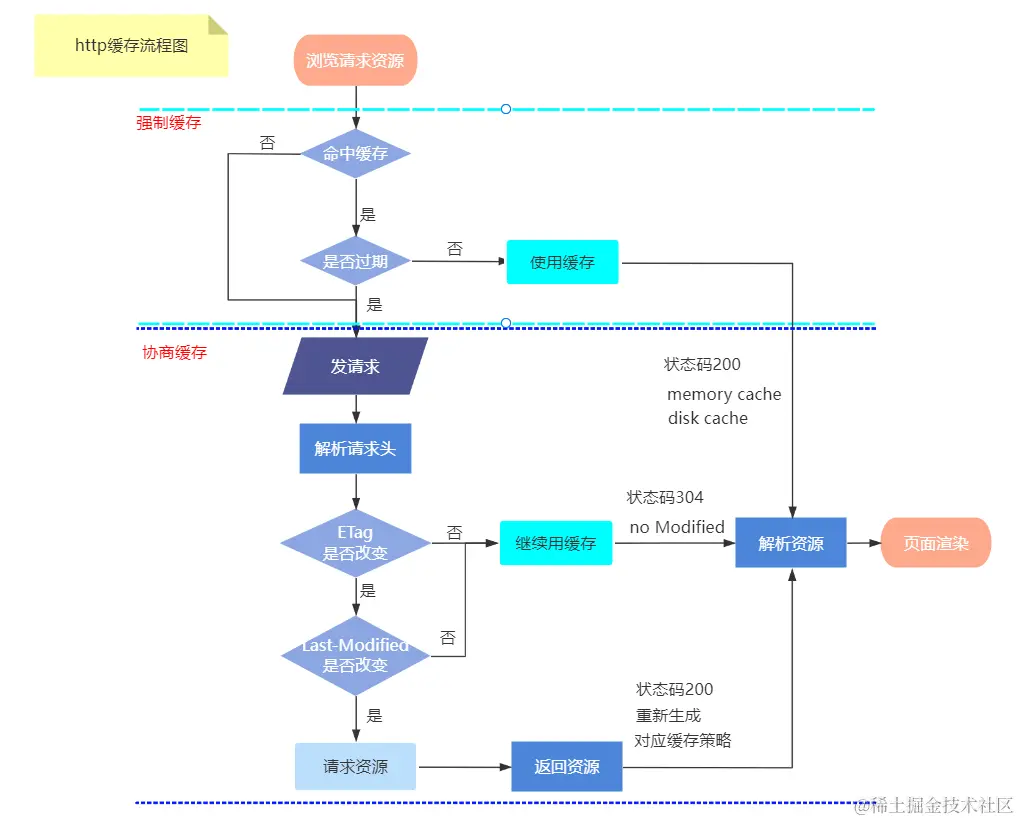 http缓存流程图
浏览请求资源
强制缓存
否
命中缓存
是
是否过期
否
使用缓存
是
协商缓存
发请求
状态码200
memory cache
disk cache
解析请求头
状态码304
no Modified
ETag
是否改变
否
继续用缓存
解析资源
页面渲染
是
Last-Modified
是否改变
否
是
状态码200
重新生成
对应缓存策略
请求资源
返回资源
@稀土掘金技术社区